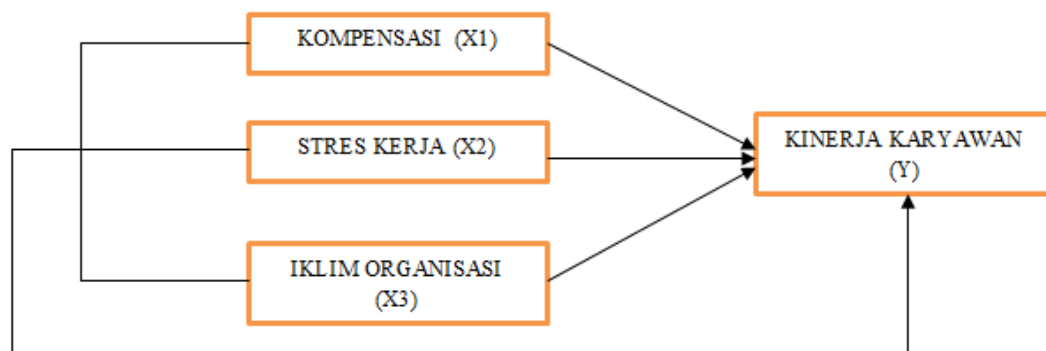 KOMPENSASI (X1)
STRES KERJA (X2)
KINERJA KARYAWAN
(Y)
IKLIM ORGANISASI
(X3)